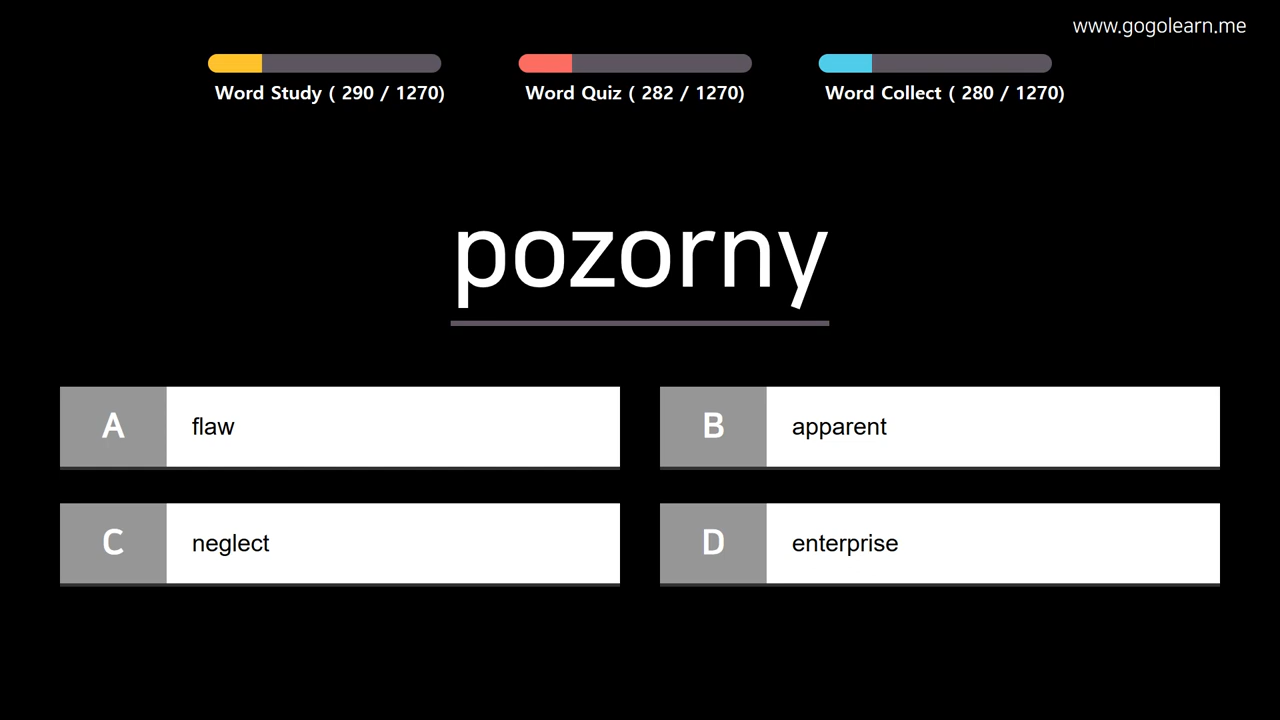 www.gogolearn.me
Word Study ( 290 / 1270)
Word Quiz ( 282 / 1270)
Word Collect ( 280 / 1270)
pozorny
A flaw
B apparent
C neglect
D enterprise